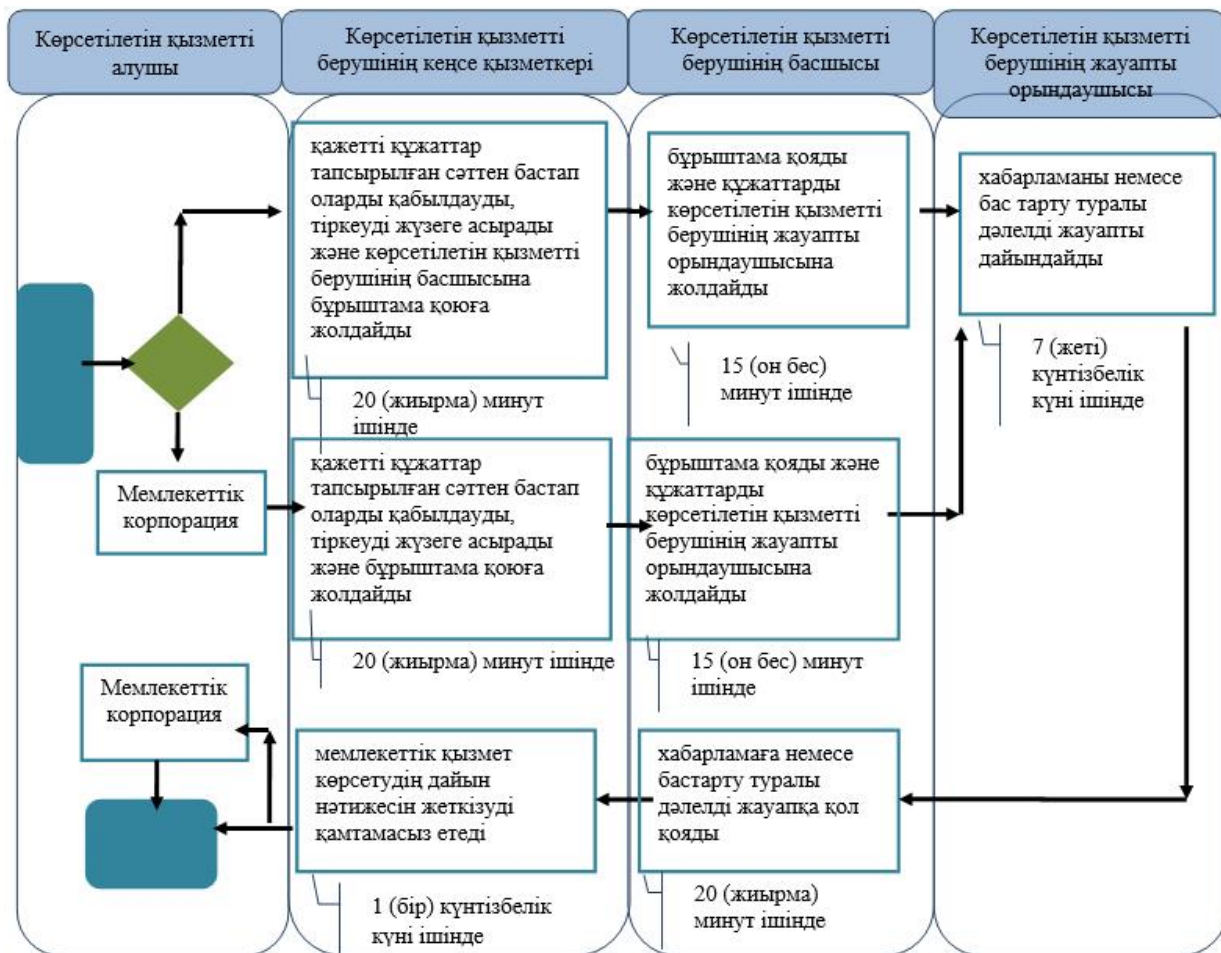 Көрсетілетін қызметті
алушы
Көрсетілетін қызметті
берушінің кеңсе қызметкері
Көрсетілетін қызметті
берушінің басшысы
Көрсетілетін қызметті
берушінің жауапты
орындаушысы
қажетті құжаттар
тапсырылған сәттен бастап
оларды қабылдауды,
тіркеуді жүзеге асырады
және көрсетілетін қызметті
берушінің басшысына
бұрыштама қоюға
жолдайды
бұрыштама қояды
және құжаттарды
көрсетілетін қызметті
берушінің жауапты
орындаушысына
жолдайды
хабарламаны немесе
бас тарту туралы
дәлелді жауапты
дайындайды
20 (жиырма) минут
ішінде
15 (он бес)
минут ішінде
7 (жеті)
күнтізбелік
күні ішінде
Мемлекеттік
корпорация
қажетті құжаттар
тапсырылған сәттен бастап
оларды қабылдауды,
тіркеуді жүзеге асырады
және бұрыштама қоюға
жолдайды
бұрыштама қояды және
құжаттарды
көрсетілетін қызметті
берушінің жауапты
орындаушысына
жолдайды
20 (жиырма) минут ішінде
15 (он бес) минут
ішінде
Мемлекеттік
корпорация
мемлекеттік қызмет
көрсетудің дайын
нәтижесін жеткізуді
қамтамасыз етеді
хабарламаға немесе
бастарту туралы
дәлелді жауапқа қол
қояды
1 (бір) күнтізбелік
күні ішінде
20 (жиырма)
минут ішінде